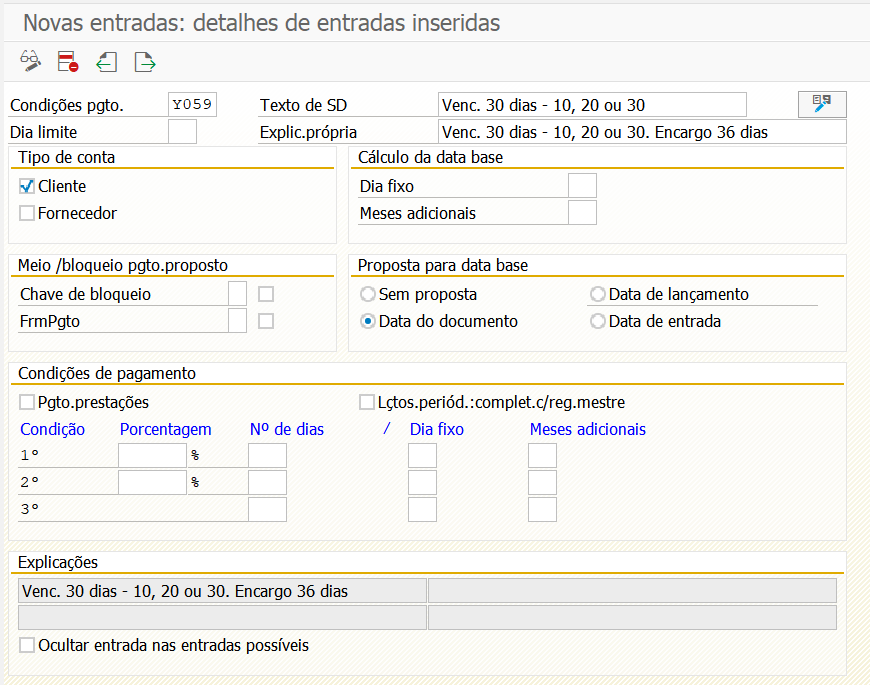 Novas entradas: detalhes de entradas inseridas
Condições pgto. Y059 Texto de SD Venc. 30 dias - 10, 20 ou 30
Dia limite Explic.própria Venc. 30 dias - 10, 20 ou 30. Encargo 36 dias
Tipo de conta Cálculo da data base
Cliente Dia fixo
Fornecedor Meses adicionais
Meio /bloqueio pgto.proposto Proposta para data base
Chave de bloqueio Sem proposta Data de lançamento
FrmPgto Data do documento Data de entrada
Condições de pagamento
Pgto.prestações Lçtos.periód.:complet.c/reg.mestre
Condição Porcentagem Nº de dias / Dia fixo Meses adicionais
1º %
2º %
3º
Explicações
Venc. 30 dias - 10, 20 ou 30. Encargo 36 dias
Ocultar entrada nas entradas possíveis